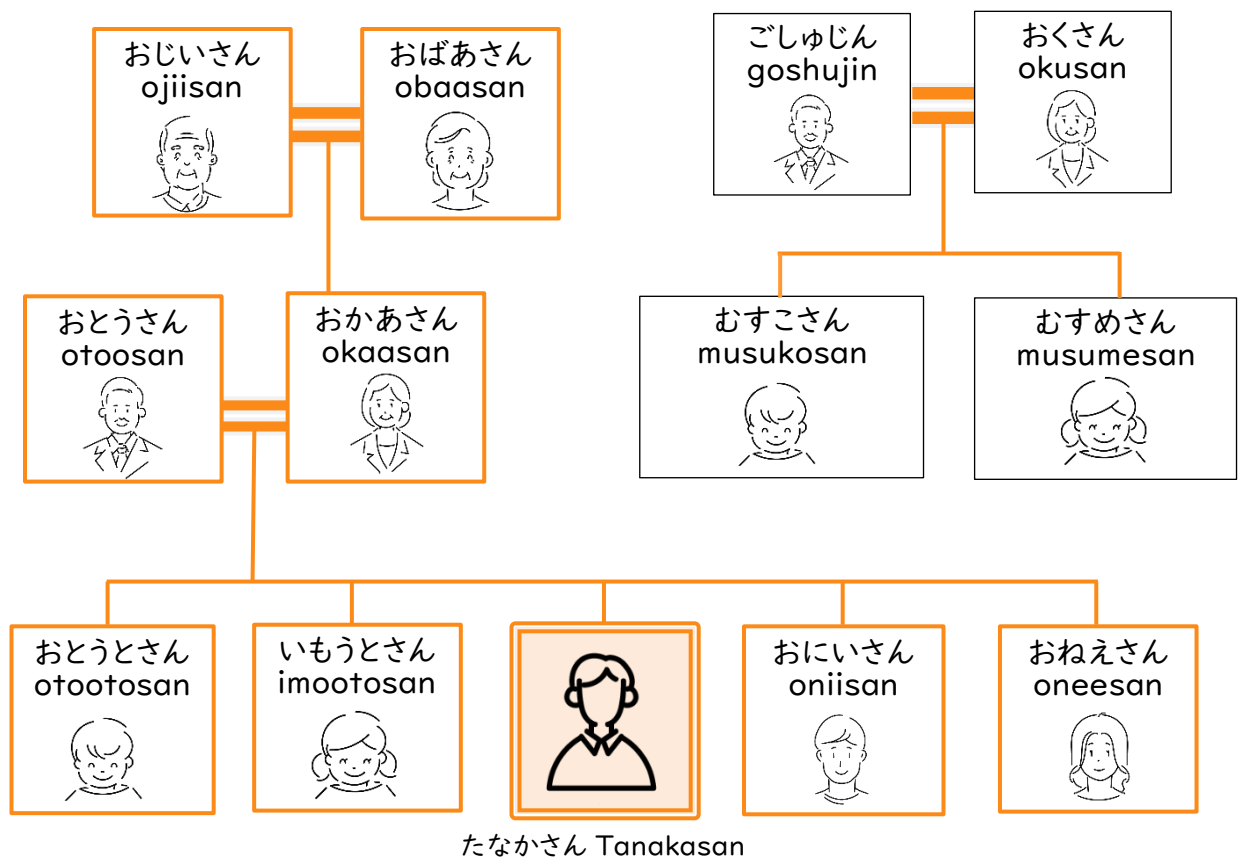 おじいさん
ojiisan
おばあさん
obaasan
ごしゅじん
goshujin
おくさん
okusan
おとうさん
otoosan
おかあさん
okaasan
むすこさん
musukosan
むすめさん
musumesan
おとうとさん
otootosan
いもうとさん
imootosan
おにいさん
oniisan
おねえさん
oneesan
たなかさん Tanakasan